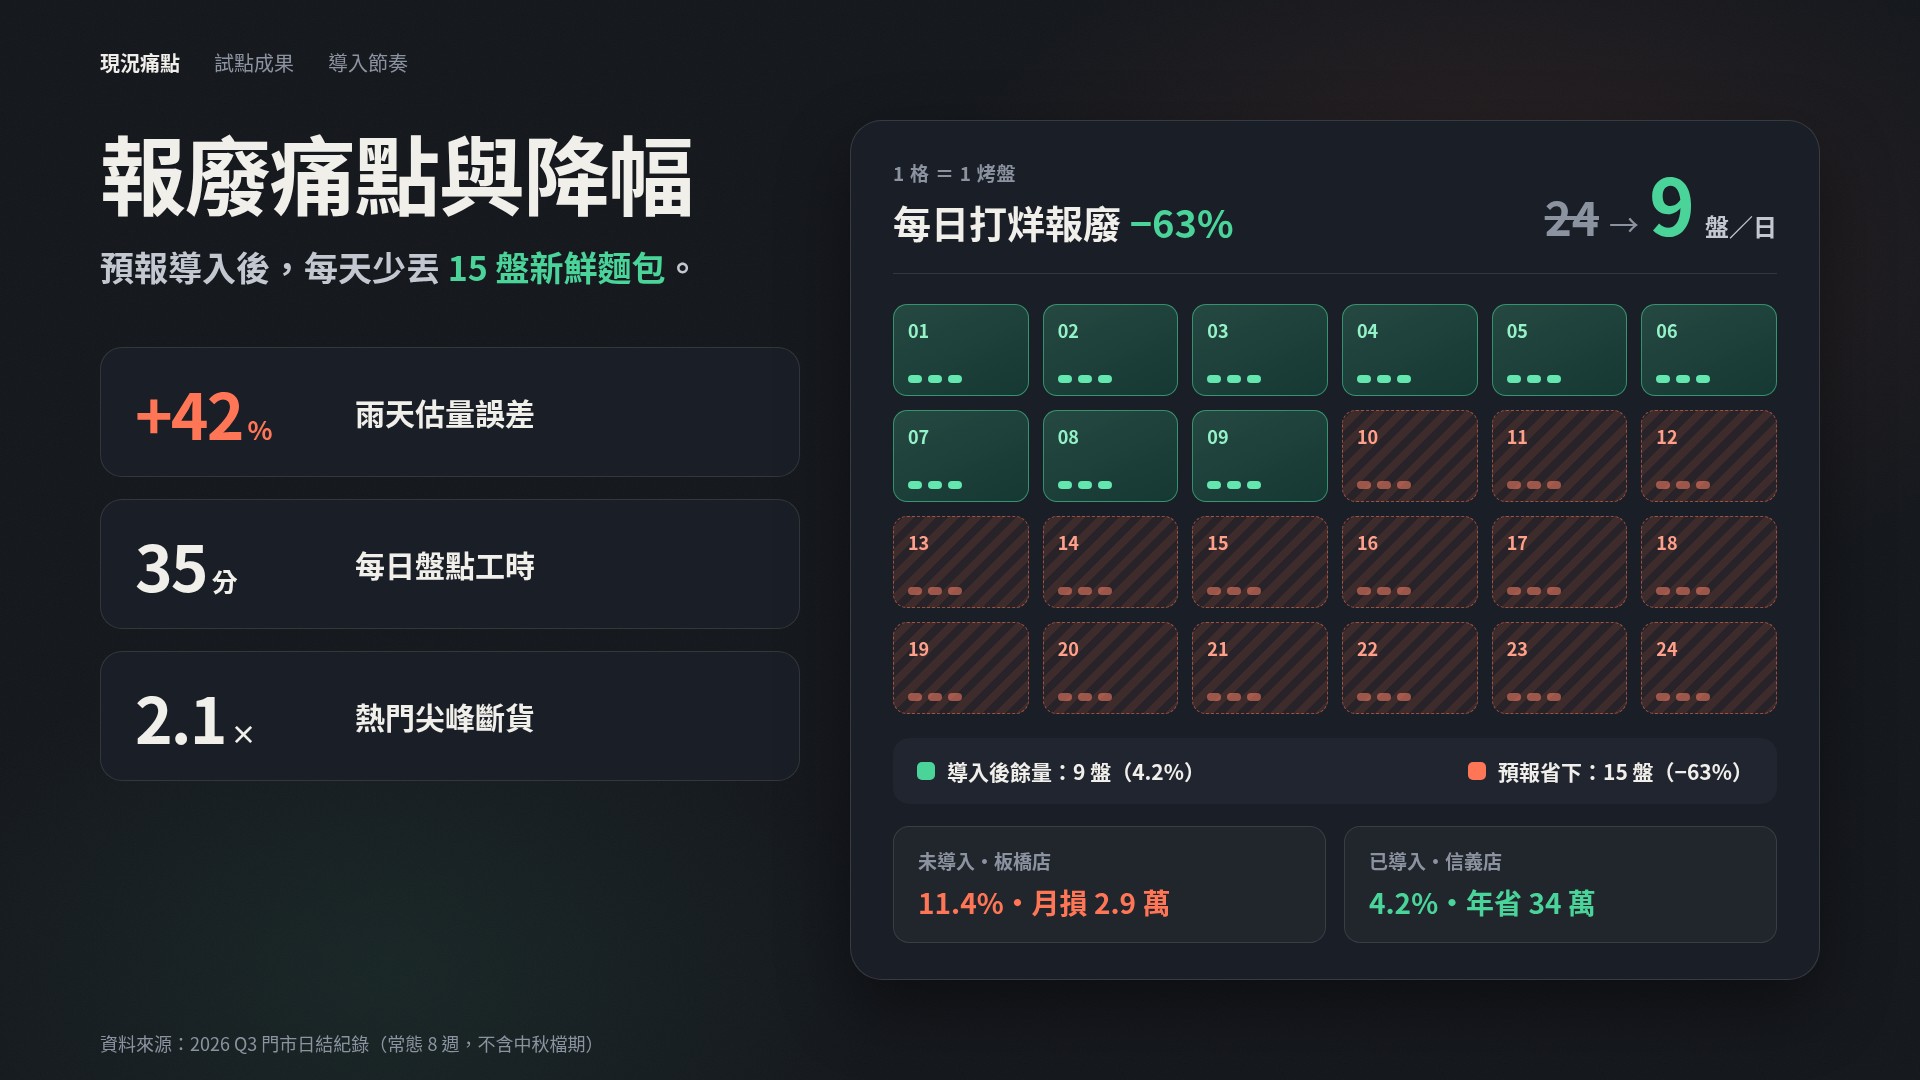 現況痛點 試點成果 導入節奏
報廢痛點與降幅
預報導入後，每天少丟 15 盤新鮮麵包。
+42% 雨天估量誤差
35分 每日盤點工時
2.1× 熱門尖峰斷貨
1 格 = 1 烤盤
每日打烊報廢 −63%
24 → 9 盤／日
01 02 03 04 05 06
07 08 09 10 11 12
13 14 15 16 17 18
19 20 21 22 23 24
導入後餘量：9 盤（4.2%） 預報省下：15 盤（−63%）
未導入・板橋店
11.4%・月損 2.9 萬
已導入・信義店
4.2%・年省 34 萬
資料來源：2026 Q3 門市日結紀錄（常態 8 週，不含中秋檔期）